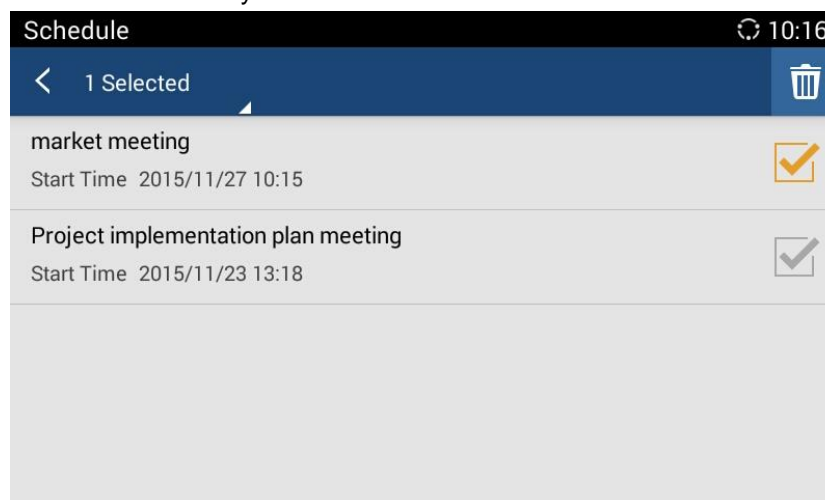 Schedule 10:16
1 Selected
market meeting
Start Time 2015/11/27 10:15
Project implementation plan meeting
Start Time 2015/11/23 13:18